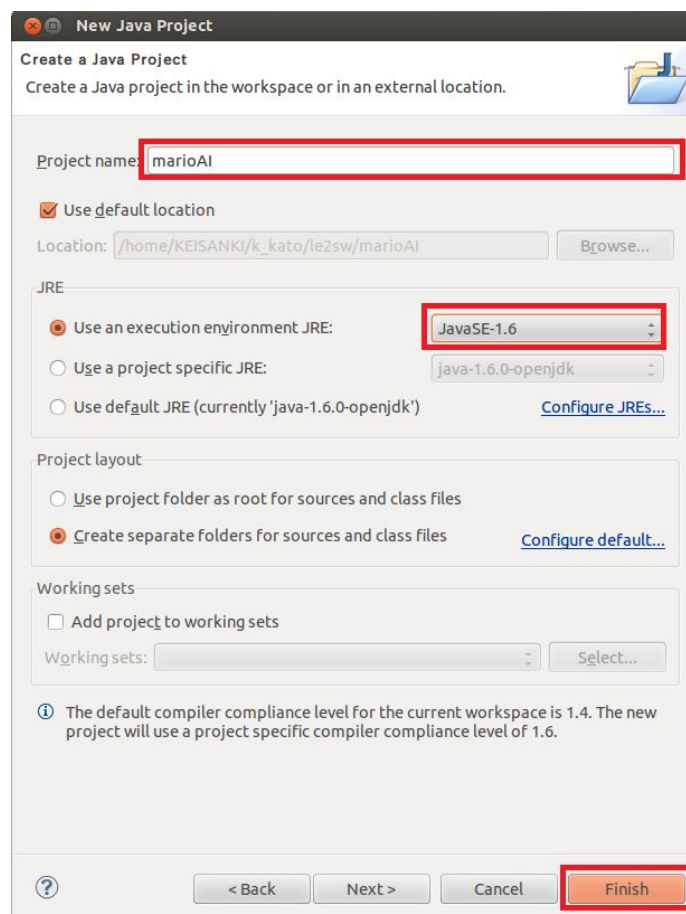 New Java Project
Create a Java Project
Create a Java project in the workspace or in an external location.
Project name: marioAI
Use default location
Location: /home/KEISANKI/k_kato/le2sw/marioAI Browse...
JRE
Use an execution environment JRE: JavaSE-1.6
Use a project specific JRE: java-1.6.0-openjdk
Use default JRE (currently 'java-1.6.0-openjdk') Configure JREs...
Project layout
Use project folder as root for sources and class files
Create separate folders for sources and class files Configure default...
Working sets
Add project to working sets
Working sets: Select...
The default compiler compliance level for the current workspace is 1.4. The new
project will use a project specific compiler compliance level of 1.6.
? < Back Next > Cancel Finish